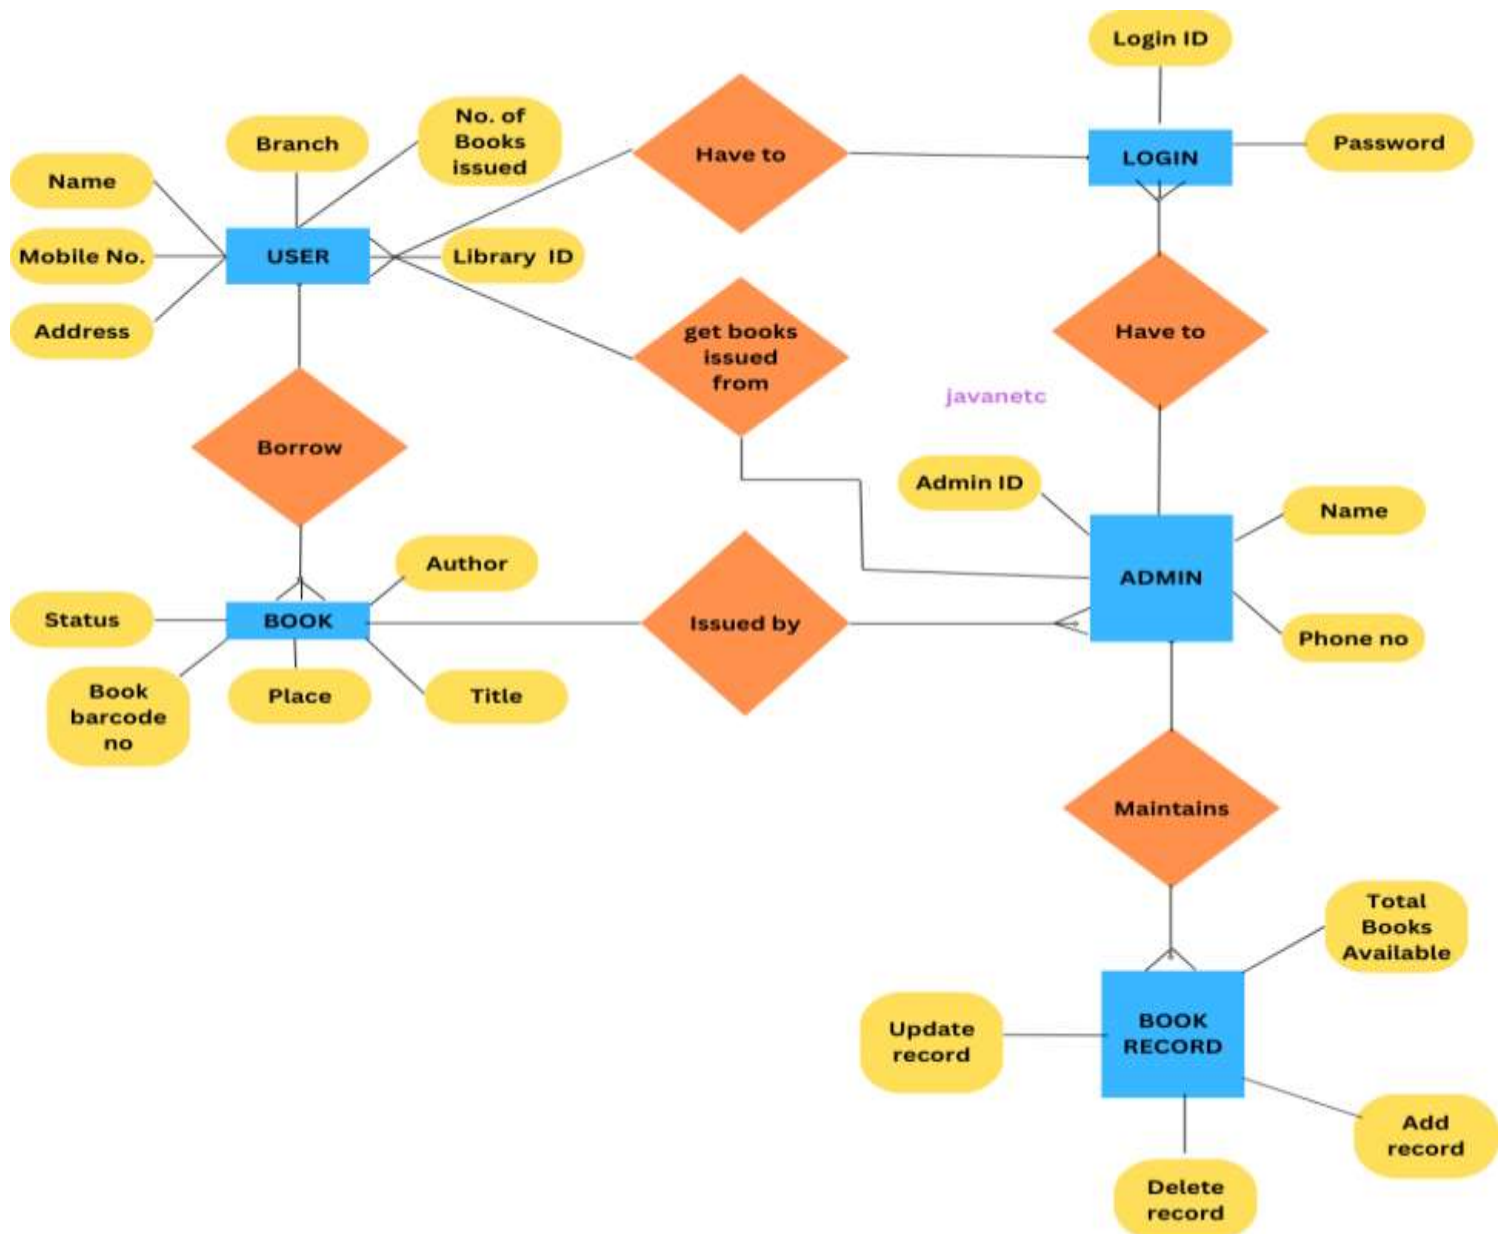 Login ID
No. of
Books
issued
Branch
Password
Have to
LOGIN
Name
USER
Mobile No.
Library ID
Address
get books
issued
from
Have to
javanetc
Borrow
Admin ID
Name
Author
ADMIN
Status
BOOK
Issued by
Phone no
Book
barcode
no
Place
Title
Maintains
Total
Books
Available
BOOK
RECORD
Update
record
Add
record
Delete
record